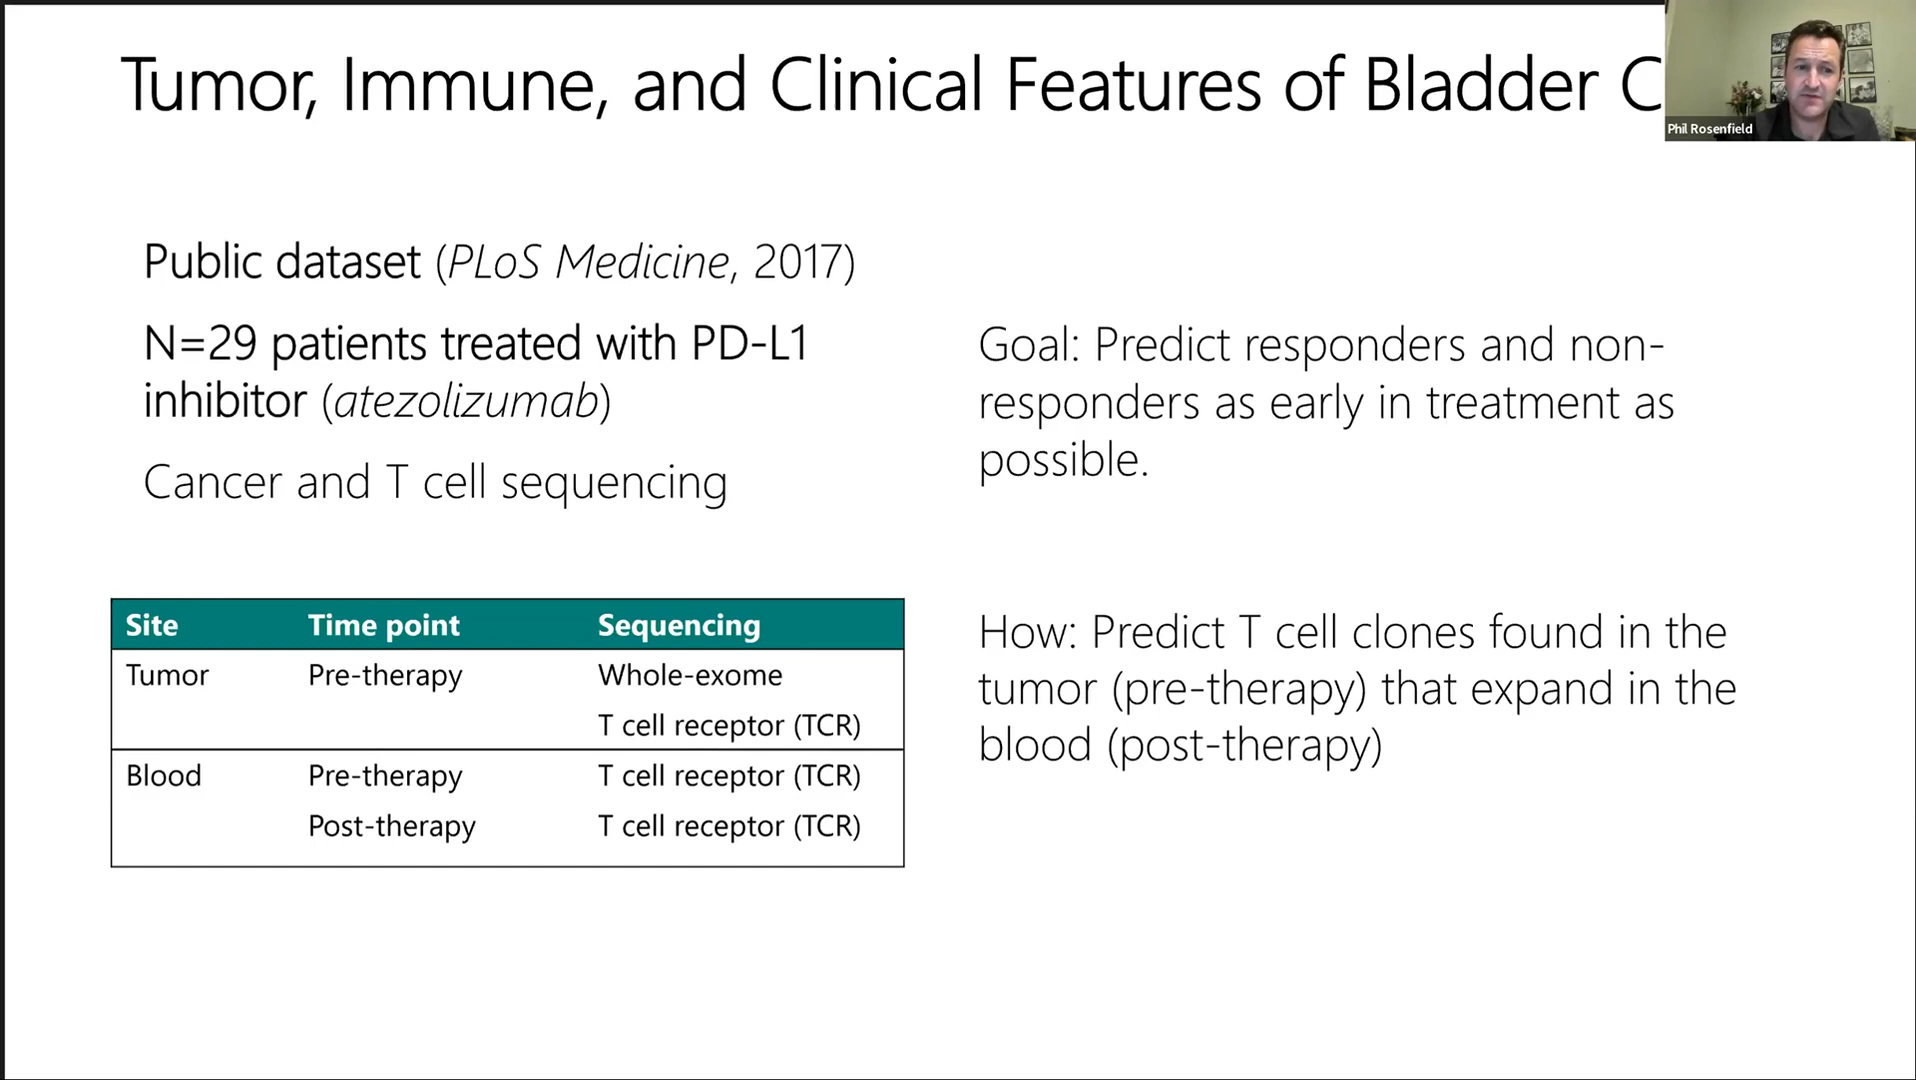 Tumor, Immune, and Clinical Features of Bladder C
Phil Rosenfield
Public dataset (PLoS Medicine, 2017)
N=29 patients treated with PD-L1
inhibitor (atezolizumab)
Cancer and T cell sequencing
Goal: Predict responders and non-
responders as early in treatment as
possible.
Site Time point Sequencing
Tumor Pre-therapy Whole-exome
T cell receptor (TCR)
Blood Pre-therapy T cell receptor (TCR)
Post-therapy T cell receptor (TCR)
How: Predict T cell clones found in the
tumor (pre-therapy) that expand in the
blood (post-therapy)